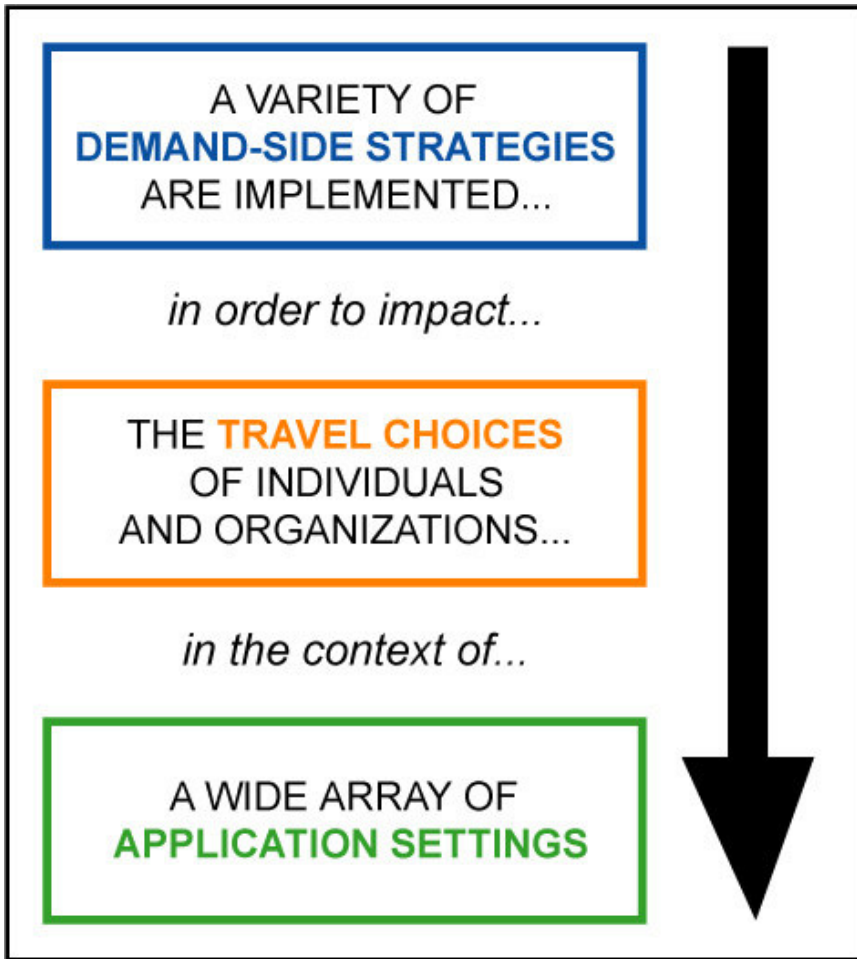 A VARIETY OF
DEMAND-SIDE STRATEGIES
ARE IMPLEMENTED...
in order to impact...
THE TRAVEL CHOICES
OF INDIVIDUALS
AND ORGANIZATIONS...
in the context of...
A WIDE ARRAY OF
APPLICATION SETTINGS